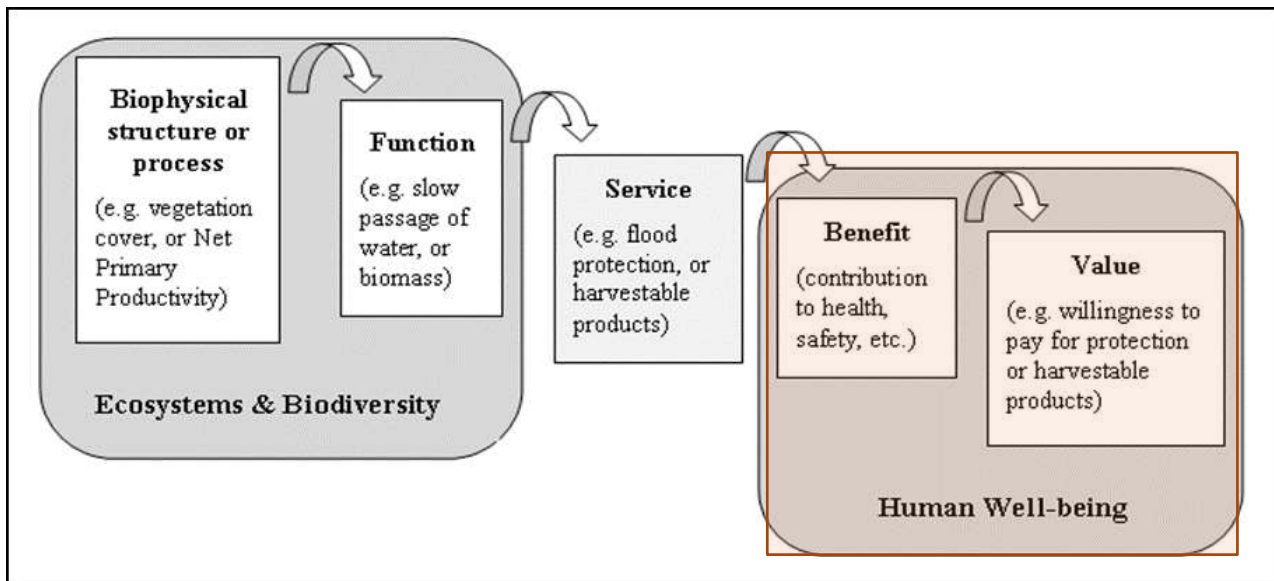 Biophysical
structure or
process
(e.g. vegetation
cover, or Net
Primary
Productivity)
Function
(e.g. slow
passage of
water, or
biomass)
Ecosystems & Biodiversity
Service
(e.g. flood
protection, or
harvestable
products)
Benefit
(contribution
to health,
safety, etc.)
Value
(e.g. willingness to
pay for protection
or harvestable
products)
Human Well-being